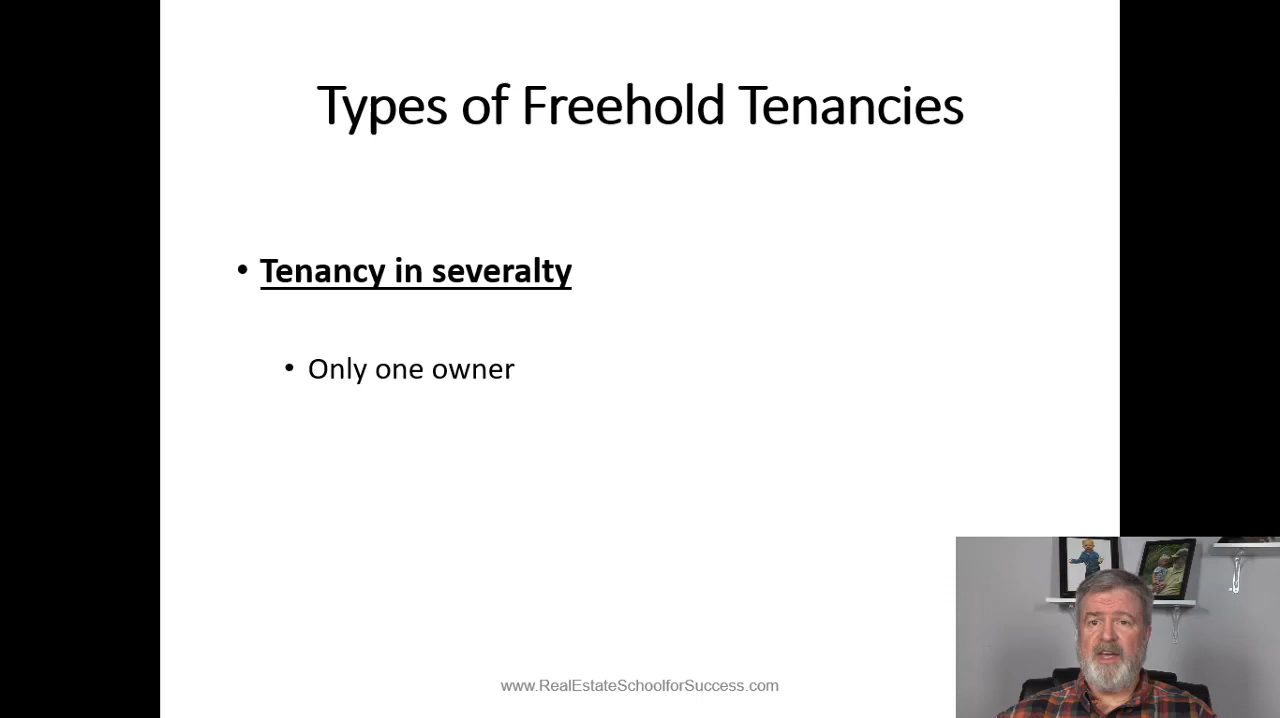 Types of Freehold Tenancies
• Tenancy in severalty
• Only one owner
www.RealEstateSchoolforSuccess.com